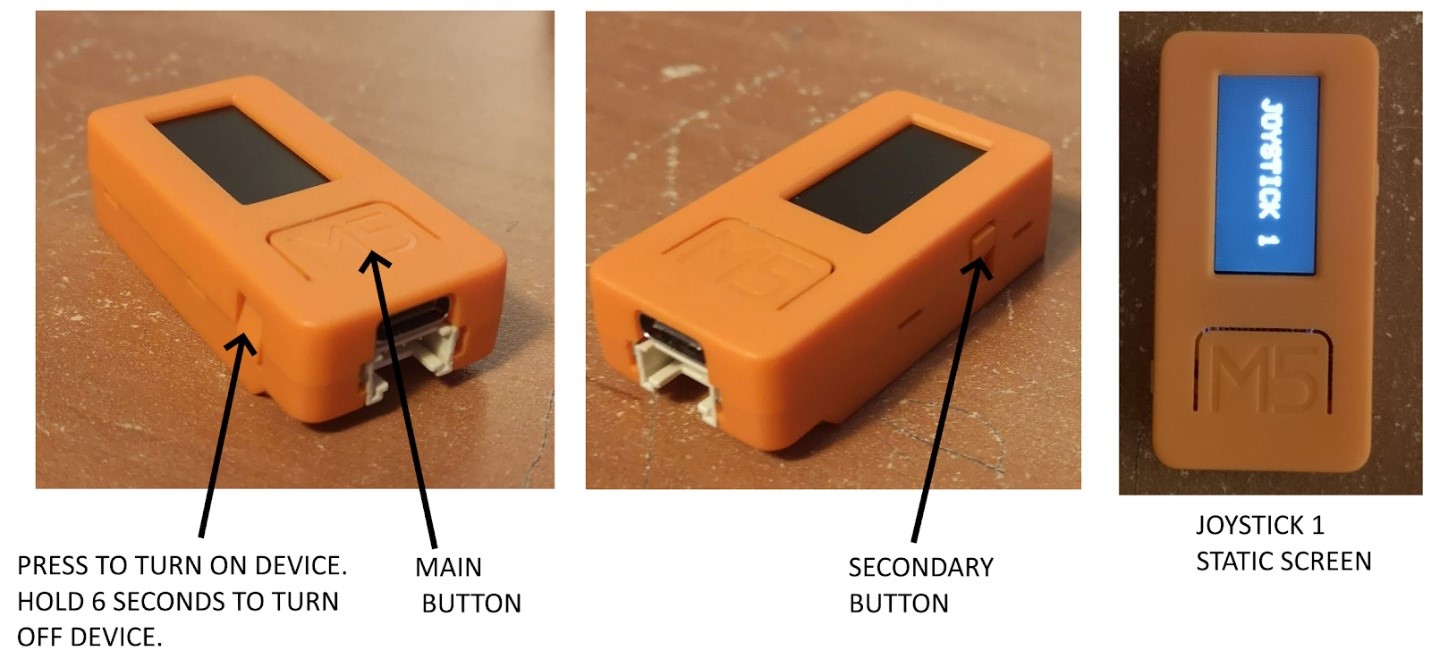 M5
M5
JOYSTICK 1
M5
PRESS TO TURN ON DEVICE.
HOLD 6 SECONDS TO TURN
OFF DEVICE.
MAIN
BUTTON
SECONDARY
BUTTON
JOYSTICK 1
STATIC SCREEN